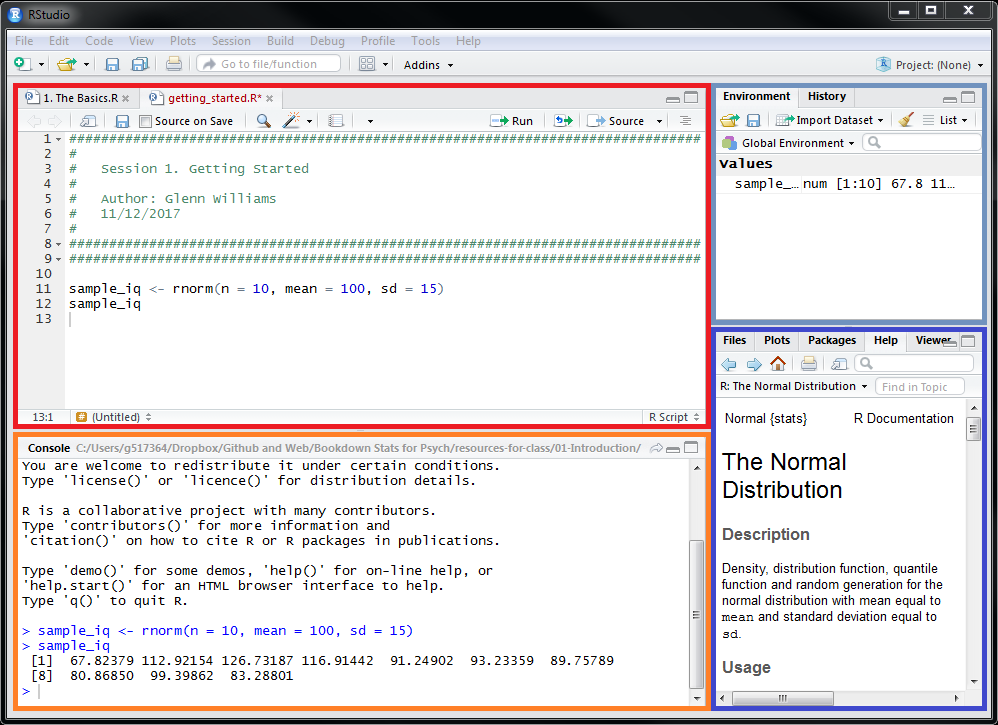 RStudio
File Edit Code View Plots Session Build Debug Profile Tools Help
Go to file/function Addins Project: (None)
1. The Basics.R getting_started.R*
Source on Save Run Source
1 ###############################################################################
2 #
3 #   Session 1. Getting Started
4 #
5 #   Author: Glenn Williams
6 #   11/12/2017
7 #
8 ###############################################################################
9 ###############################################################################
10
11 sample_iq <- rnorm(n = 10, mean = 100, sd = 15)
12 sample_iq
13
13:1 # (Untitled) R Script
Console C:/Users/g517364/Dropbox/Github and Web/Bookdown Stats for Psych/resources-for-class/01-Introduction/
You are welcome to redistribute it under certain conditions.
Type 'license()' or 'licence()' for distribution details.
R is a collaborative project with many contributors.
Type 'contributors()' for more information and
'citation()' on how to cite R or R packages in publications.
Type 'demo()' for some demos, 'help()' for on-line help, or
'help.start()' for an HTML browser interface to help.
Type 'q()' to quit R.
> sample_iq <- rnorm(n = 10, mean = 100, sd = 15)
> sample_iq
[1]  67.82379 112.92154 126.73187 116.91442  91.24902  93.23359  89.75789
[8]  80.86850  99.39862  83.28801
>
Environment History
Import Dataset List
Global Environment
Values
sample_… num [1:10] 67.8 11…
Files Plots Packages Help Viewer
R: The Normal Distribution Find in Topic
Normal {stats} R Documentation
The Normal
Distribution
Description
Density, distribution function, quantile
function and random generation for the
normal distribution with mean equal to
mean and standard deviation equal to
sd.
Usage